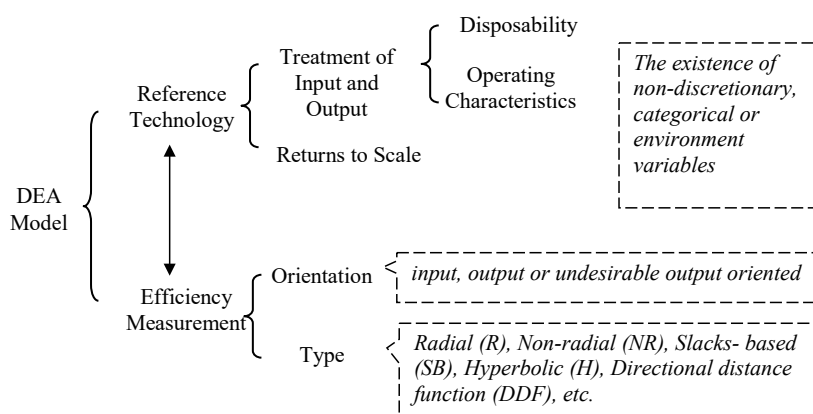 DEA
Model
Reference
Technology
Treatment of
Input and
Output
Disposability
Operating
Characteristics
Returns to Scale
The existence of
non-discretionary,
categorical or
environment
variables
Efficiency
Measurement
Orientation
input, output or undesirable output oriented
Type
Radial (R), Non-radial (NR), Slacks- based
(SB), Hyperbolic (H), Directional distance
function (DDF), etc.